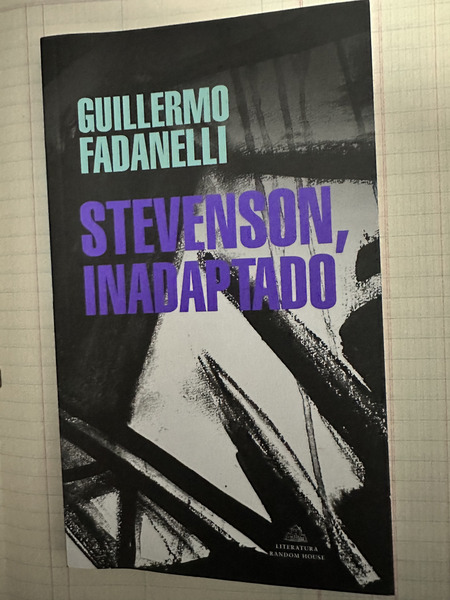 GUILLERMO
FADANELLI
STEVENSON,
INADAPTADO
LITERATURA
RANDOM HOUSE